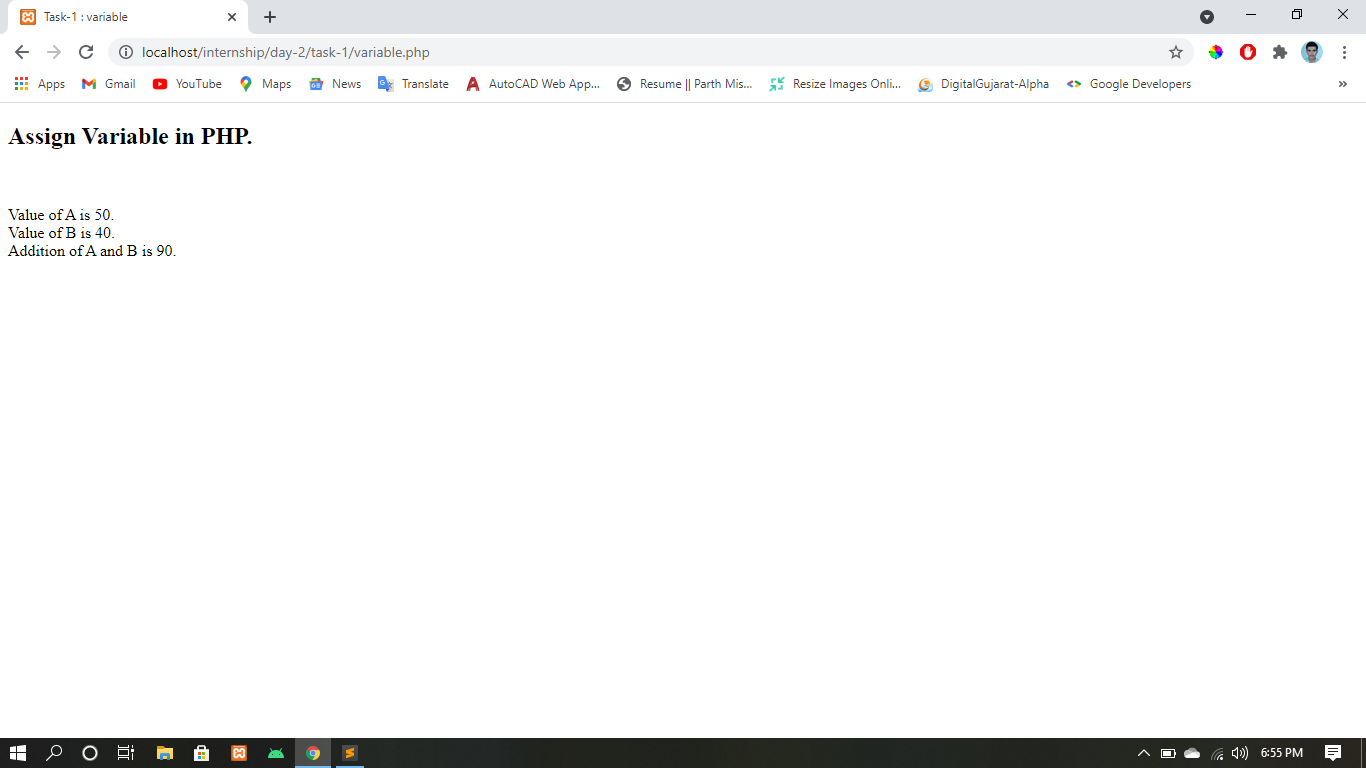 Task-1 : variable
localhost/internship/day-2/task-1/variable.php
Apps Gmail YouTube Maps News Translate AutoCAD Web App... Resume || Parth Mis... Resize Images Onli... DigitalGujarat-Alpha Google Developers »
Assign Variable in PHP.
Value of A is 50.
Value of B is 40.
Addition of A and B is 90.
6:55 PM